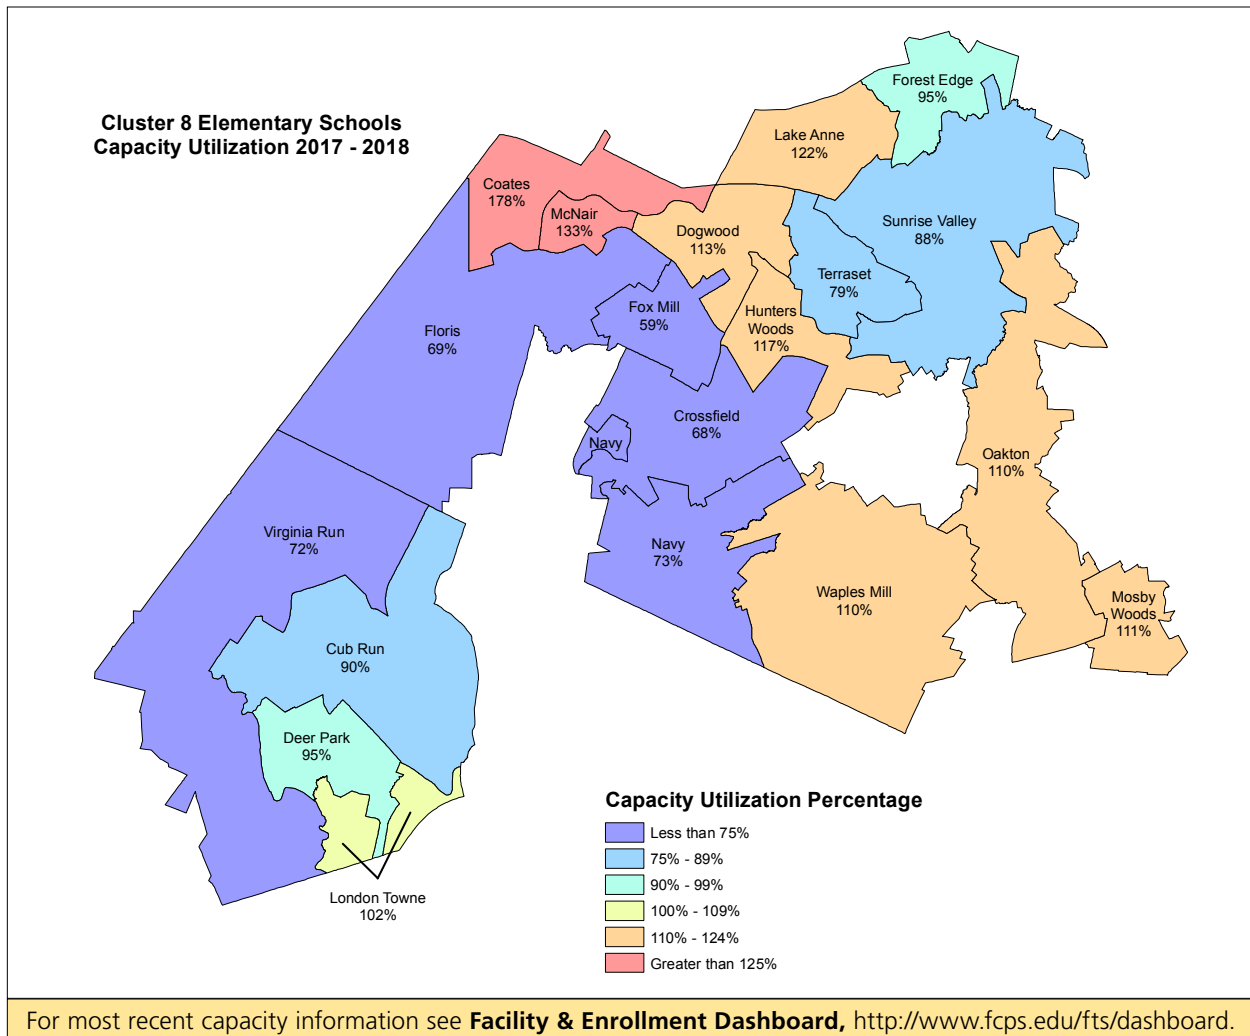 Cluster 8 Elementary Schools
Capacity Utilization 2017 - 2018
Forest Edge
95%
Lake Anne
122%
Coates
178%
McNair
133%
Dogwood
113%
Sunrise Valley
88%
Terraset
79%
Fox Mill
59%
Hunters
Woods
117%
Floris
69%
Crossfield
68%
Navy
Oakton
110%
Virginia Run
72%
Navy
73%
Waples Mill
110%
Mosby
Woods
111%
Cub Run
90%
Deer Park
95%
London Towne
102%
Capacity Utilization Percentage
Less than 75%
75% - 89%
90% - 99%
100% - 109%
110% - 124%
Greater than 125%
For most recent capacity information see Facility & Enrollment Dashboard, http://www.fcps.edu/fts/dashboard.